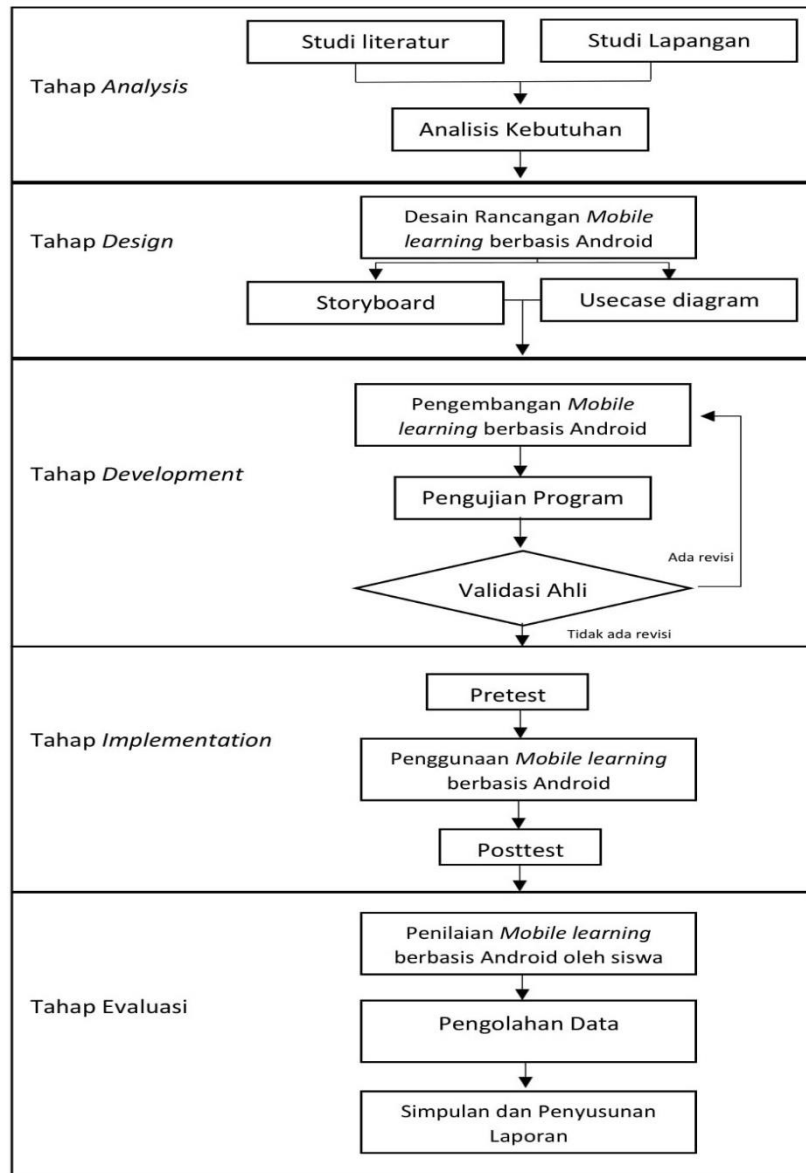 Studi literatur
Studi Lapangan
Tahap Analysis
Analisis Kebutuhan
Desain Rancangan Mobile
learning berbasis Android
Tahap Design
Storyboard
Usecase diagram
Pengembangan Mobile
learning berbasis Android
Tahap Development
Pengujian Program
Ada revisi
Validasi Ahli
Tidak ada revisi
Pretest
Tahap Implementation
Penggunaan Mobile learning
berbasis Android
Posttest
Penilaian Mobile learning
berbasis Android oleh siswa
Tahap Evaluasi
Pengolahan Data
Simpulan dan Penyusunan
Laporan